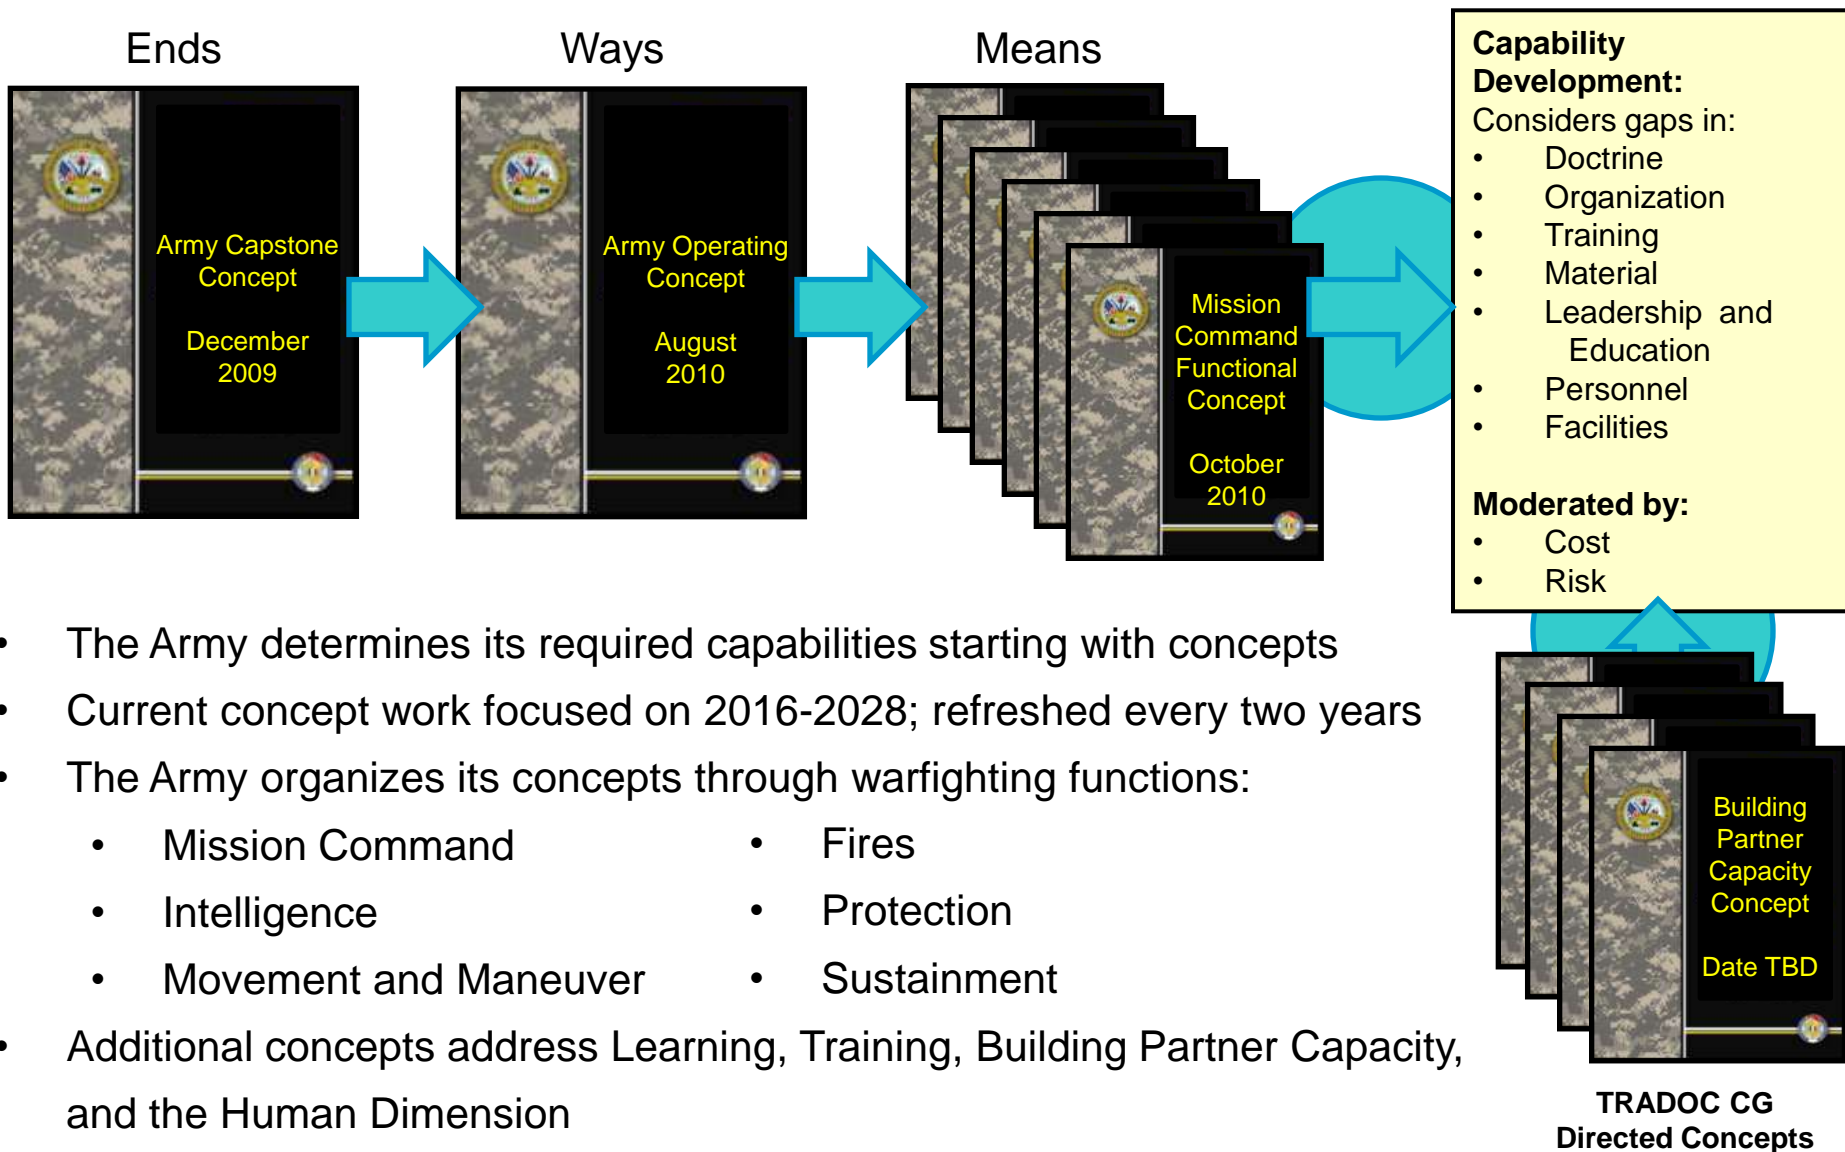 Ends
Ways
Means
Army Capstone
Concept
December
2009
Army Operating
Concept
August
2010
Mission
Command
Functional
Concept
October
2010
Capability
Development:
Considers gaps in:
• Doctrine
• Organization
• Training
• Material
• Leadership and
Education
• Personnel
• Facilities
Moderated by:
• Cost
• Risk
• The Army determines its required capabilities starting with concepts
• Current concept work focused on 2016-2028; refreshed every two years
• The Army organizes its concepts through warfighting functions:
• Mission Command
• Intelligence
• Movement and Maneuver
• Fires
• Protection
• Sustainment
• Additional concepts address Learning, Training, Building Partner Capacity,
and the Human Dimension
Building
Partner
Capacity
Concept
Date TBD
TRADOC CG
Directed Concepts